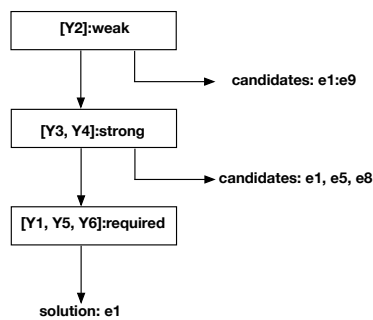 [Y2]:weak
candidates: e1:e9
[Y3, Y4]:strong
candidates: e1, e5, e8
[Y1, Y5, Y6]:required
solution: e1